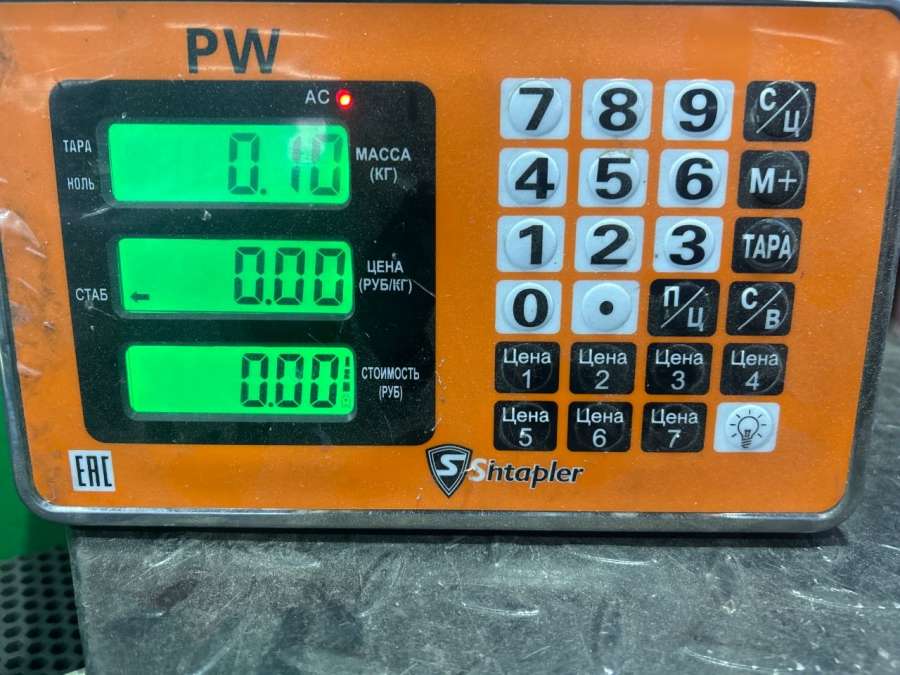 PW
AC
ТАРА
НОЛЬ
0.10
МАССА
(КГ)
СТАБ
0.00
ЦЕНА
(РУБ/КГ)
0.00
СТОИМОСТЬ
(РУБ)
EAC
Shtapler
7 8 9 С/Ц
4 5 6 М+
1 2 3 ТАРА
0 . П/Ц С/В
Цена 1 Цена 2 Цена 3 Цена 4
Цена 5 Цена 6 Цена 7